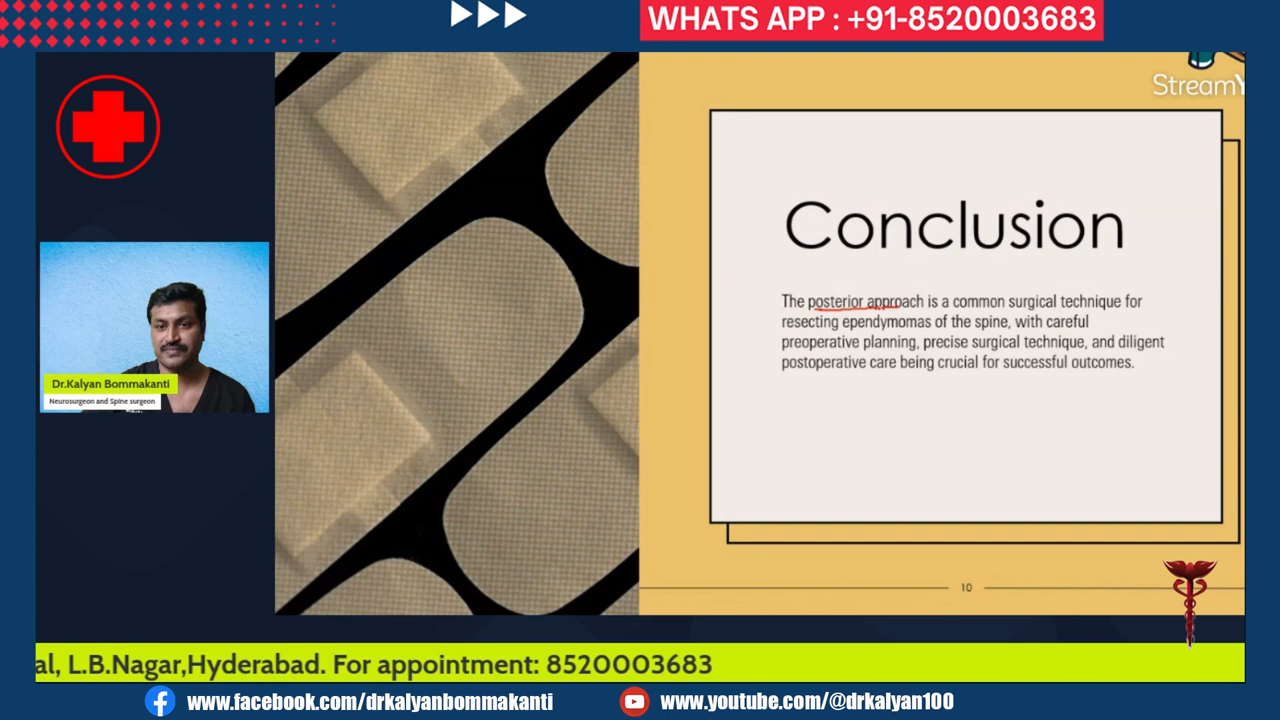 WHATS APP : +91-8520003683
Stream
Conclusion
The posterior approach is a common surgical technique for
resecting ependymomas of the spine, with careful
preoperative planning, precise surgical technique, and diligent
postoperative care being crucial for successful outcomes.
Dr.Kalyan Bommakanti
Neurosurgeon and Spine surgeon
10
al, L.B.Nagar,Hyderabad. For appointment: 8520003683
www.facebook.com/drkalyanbommakanti
www.youtube.com/@drkalyan100